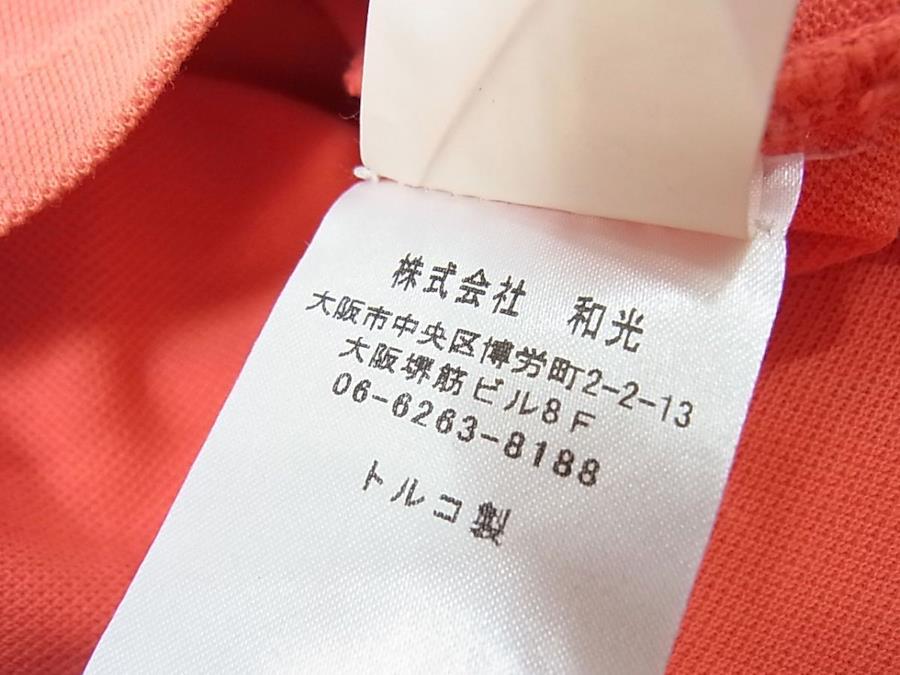 株式会社　和光
大阪市中央区博労町2-2-13
大阪堺筋ビル8F
06-6263-8188
トルコ製